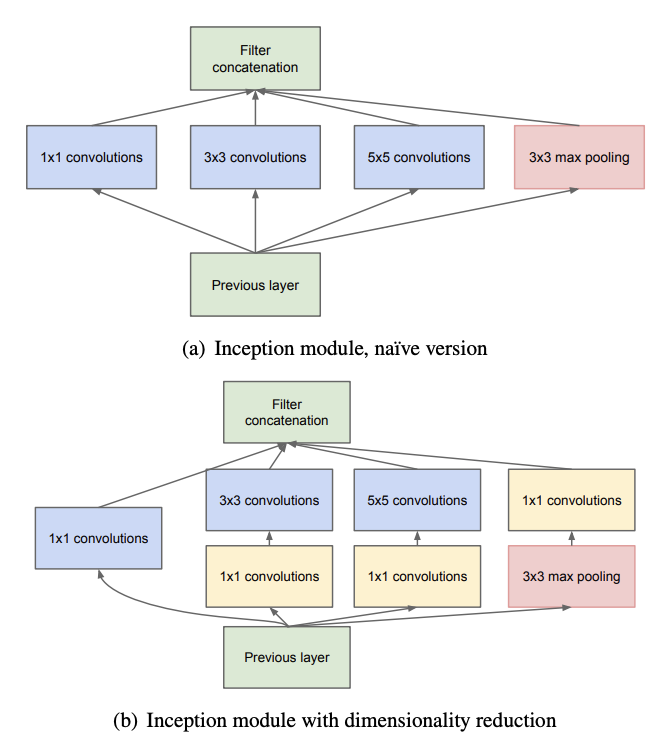 Filter
concatenation
1x1 convolutions
3x3 convolutions
5x5 convolutions
3x3 max pooling
Previous layer
(a) Inception module, naïve version
Filter
concatenation
3x3 convolutions
5x5 convolutions
1x1 convolutions
1x1 convolutions
1x1 convolutions
1x1 convolutions
3x3 max pooling
Previous layer
(b) Inception module with dimensionality reduction